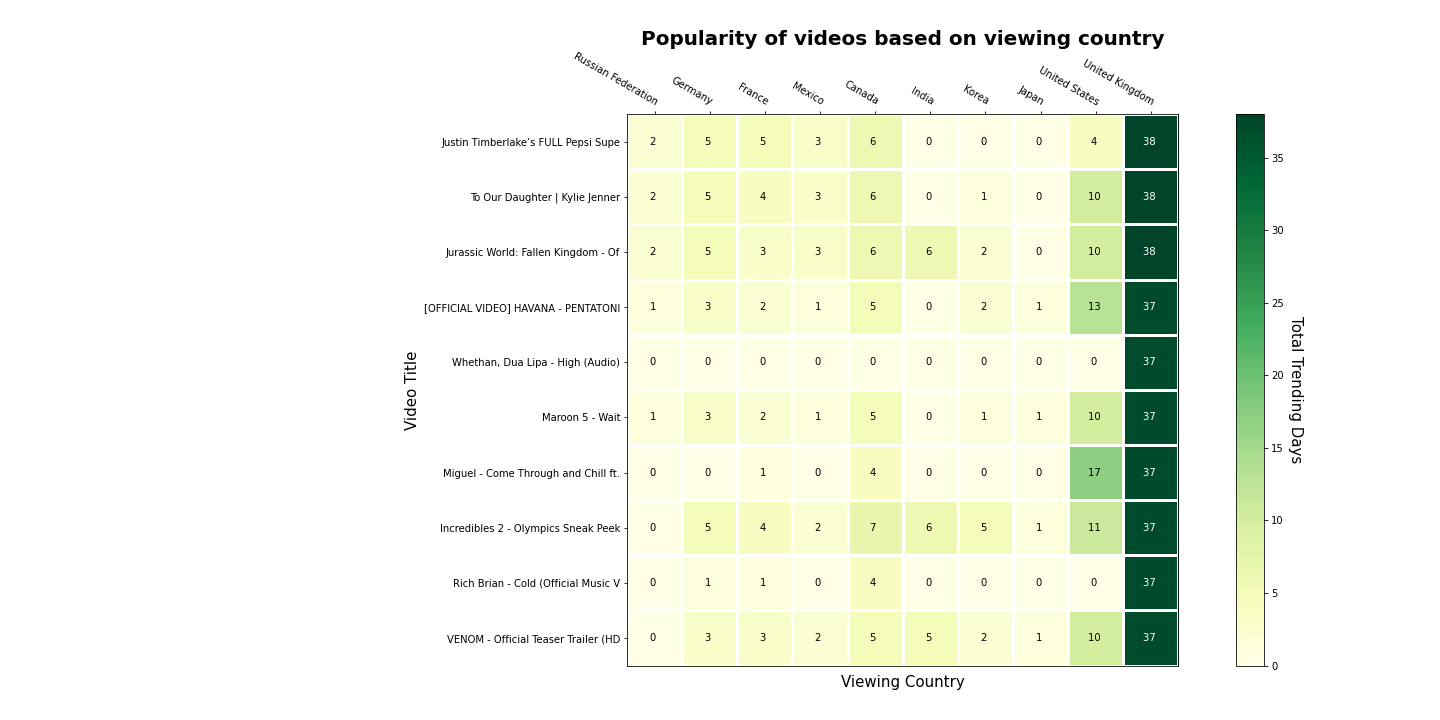 Popularity of videos based on viewing country
Russian Federation Germany France Mexico Canada India Korea Japan United States United Kingdom
Justin Timberlake’s FULL Pepsi Supe 2 5 5 3 6 0 0 0 4 38
To Our Daughter | Kylie Jenner 2 5 4 3 6 0 1 0 10 38
Jurassic World: Fallen Kingdom - Of 2 5 3 3 6 6 2 0 10 38
[OFFICIAL VIDEO] HAVANA - PENTATONI 1 3 2 1 5 0 2 1 13 37
Whethan, Dua Lipa - High (Audio) 0 0 0 0 0 0 0 0 0 37
Maroon 5 - Wait 1 3 2 1 5 0 1 1 10 37
Miguel - Come Through and Chill ft. 0 0 1 0 4 0 0 0 17 37
Incredibles 2 - Olympics Sneak Peek 0 5 4 2 7 6 5 1 11 37
Rich Brian - Cold (Official Music V 0 1 1 0 4 0 0 0 0 37
VENOM - Official Teaser Trailer (HD 0 3 3 2 5 5 2 1 10 37
Video Title
Viewing Country
35
30
25
20
15
10
5
0
Total Trending Days